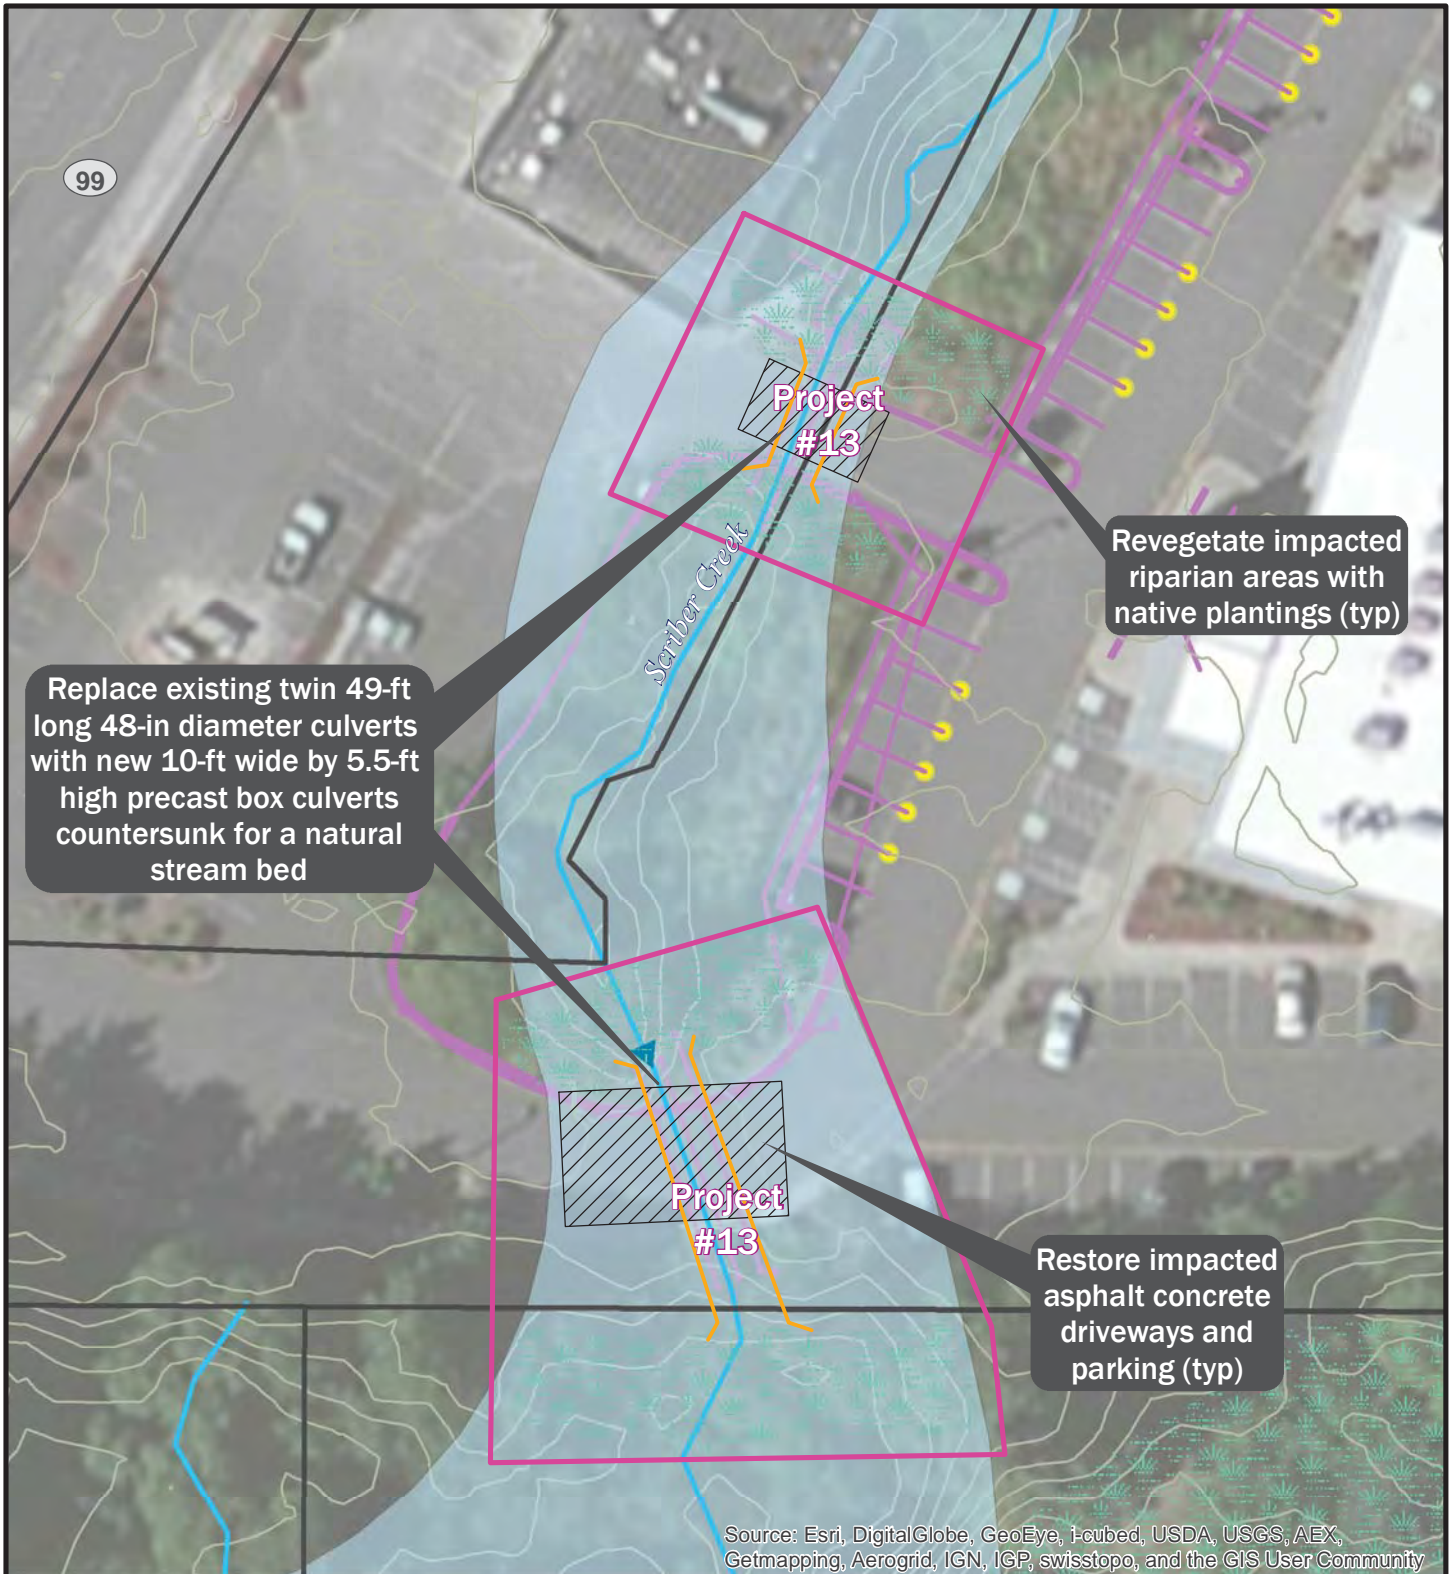 99
Project
#13
Revegetate impacted
riparian areas with
native plantings (typ)
Scriber Creek
Replace existing twin 49-ft
long 48-in diameter culverts
with new 10-ft wide by 5.5-ft
high precast box culverts
countersunk for a natural
stream bed
Project
#13
Restore impacted
asphalt concrete
driveways and
parking (typ)
Source: Esri, DigitalGlobe, GeoEye, i-cubed, USDA, USGS, AEX,
Getmapping, Aerogrid, IGN, IGP, swisstopo, and the GIS User Community